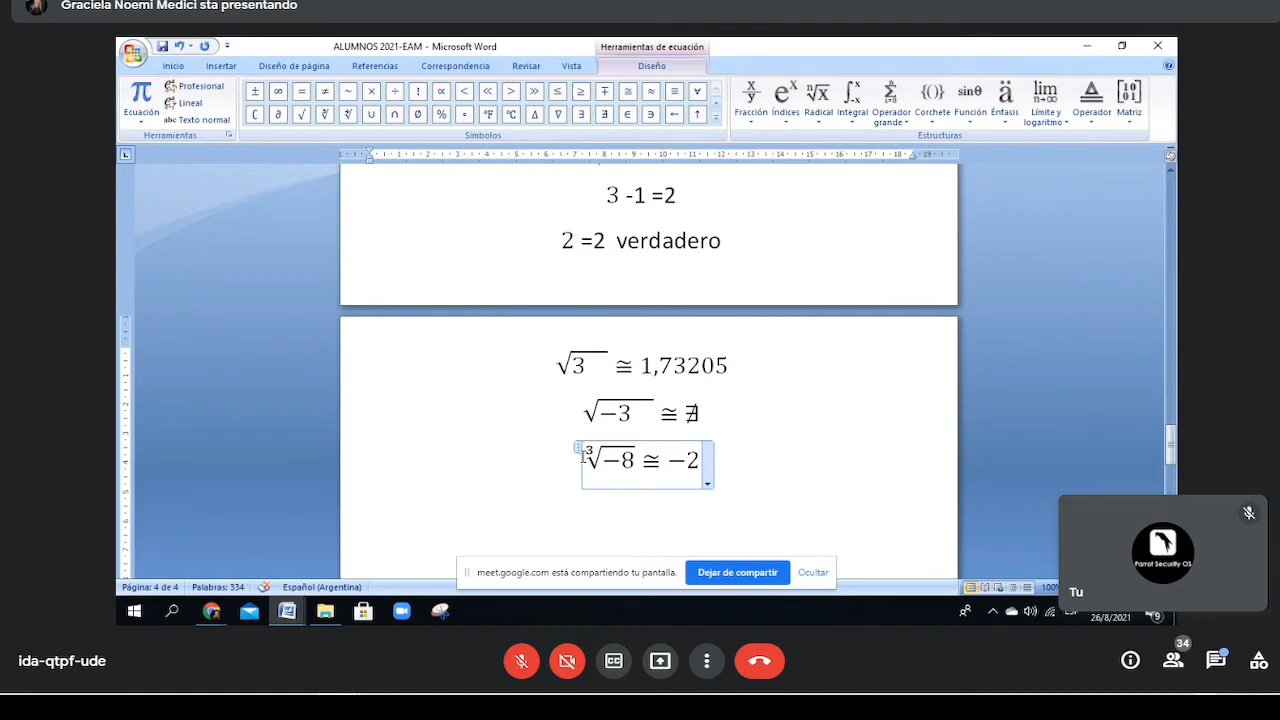 Graciela Noemi Medici sta presentando
ALUMNOS 2021-EAM - Microsoft Word
Herramientas de ecuación
Inicio Insertar Diseño de página Referencias Correspondencia Revisar Vista Diseño
π Ecuación Profesional Lineal abc Texto normal
± ∞ = ≠ ~ × ÷ ! ∝ < ≪ > ≫ ≤ ≥ ∓ ≅ ≈ ≡ ∀
∁ ∂ √ ∛ ∜ ∪ ∩ ∅ % ° °F °C ∆ ∇ ∃ ∄ ∈ ∋ ← ↑
Fracción Índices Radical Integral Operador grande Corchete Función Énfasis Límite y logaritmo Operador Matriz
Herramientas Símbolos Estructuras
3 -1 =2
2 =2 verdadero
√3 ≅ 1,73205
√−3 ≅ ∄
∛−8 ≅ −2
meet.google.com está compartiendo tu pantalla. Dejar de compartir Ocultar
Parrot Security OS
Tu
Página: 4 de 4 Palabras: 334 Español (Argentina)
26/8/2021
ida-qtpf-ude
34